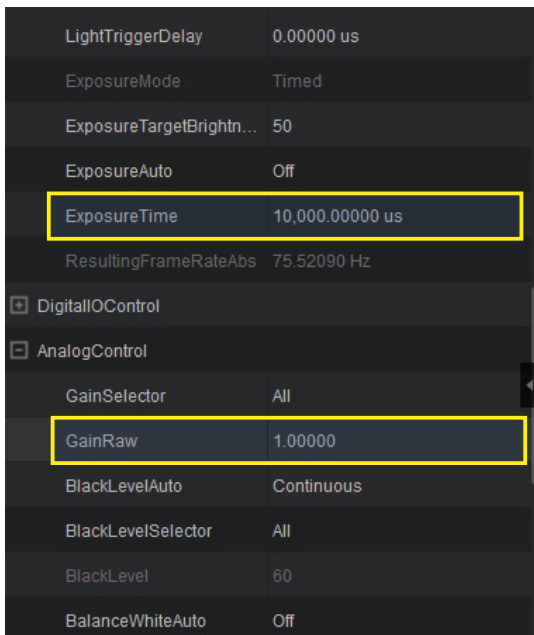 LightTriggerDelay 0.00000 us
ExposureMode Timed
ExposureTargetBrightn... 50
ExposureAuto Off
ExposureTime 10,000.00000 us
ResultingFrameRateAbs 75.52090 Hz
DigitalIOControl
AnalogControl
GainSelector All
GainRaw 1.00000
BlackLevelAuto Continuous
BlackLevelSelector All
BlackLevel 60
BalanceWhiteAuto Off